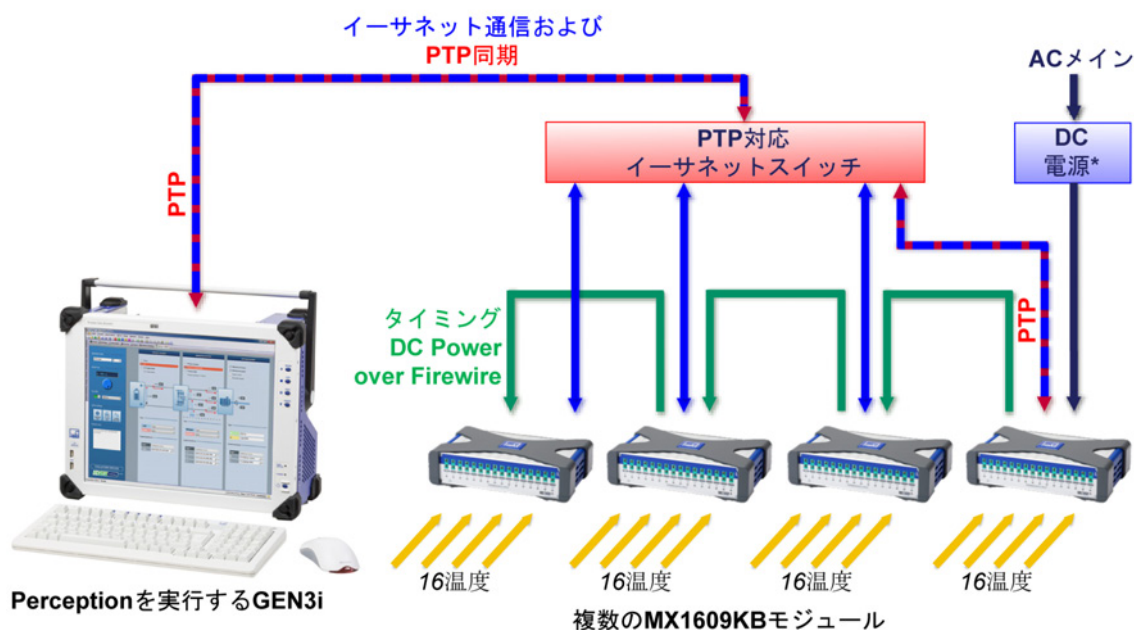 イーサネット通信および
PTP同期
ACメイン
PTP対応
イーサネットスイッチ
DC
電源*
PTP
タイミング
DC Power
over Firewire
PTP
16温度
16温度
16温度
16温度
Perceptionを実行するGEN3i
複数のMX1609KBモジュール